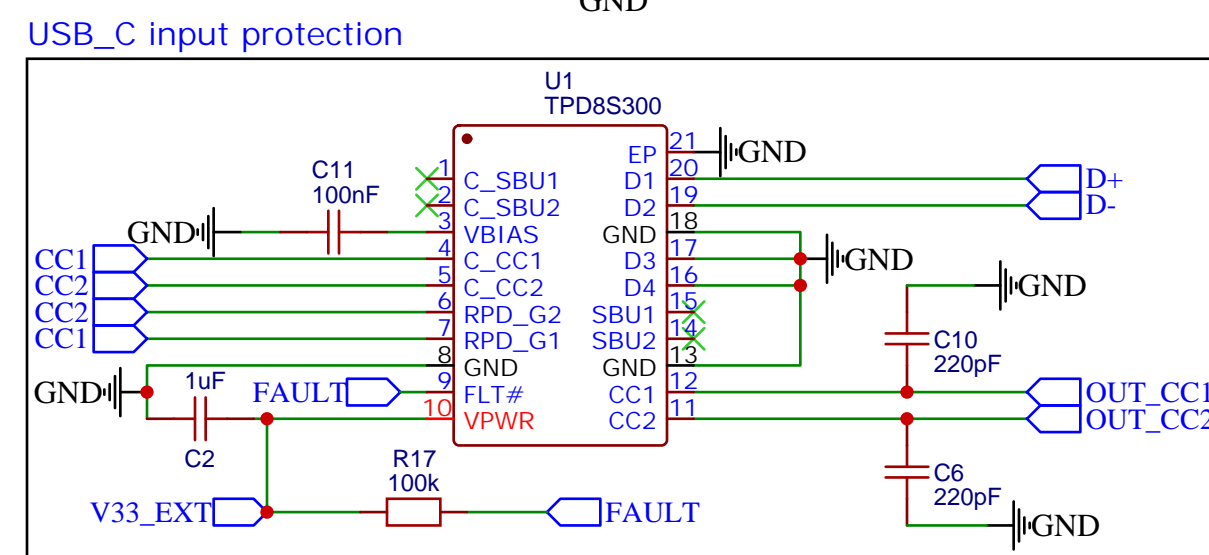 GND
USB_C input protection
U1
TPD8S300
C11
100nF
GND
CC1
CC2
CC2
CC1
GND
1uF
C2
FAULT
V33_EXT
R17
100k
FAULT
1 C_SBU1
2 C_SBU2
3 VBIAS
4 C_CC1
5 C_CC2
6 RPD_G2
7 RPD_G1
8 GND
9 FLT#
10 VPWR
EP 21
D1 20
D2 19
GND 18
D3 17
D4 16
SBU1 15
SBU2 14
GND 13
CC1 12
CC2 11
GND
D+
D-
GND
GND
C10
220pF
OUT_CC1
OUT_CC2
C6
220pF
GND